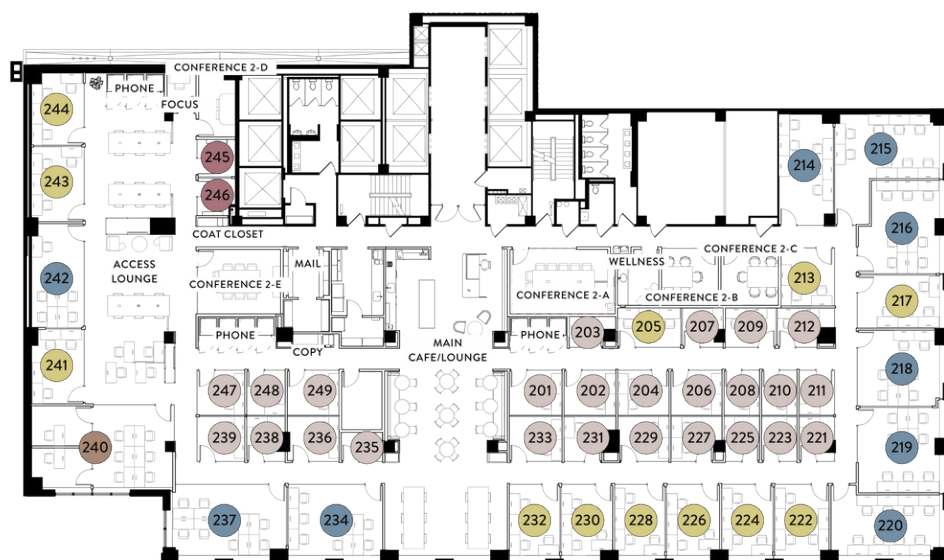 CONFERENCE 2-D
PHONE
FOCUS
244
245
243
246
214
215
COAT CLOSET
216
ACCESS
LOUNGE
242
CONFERENCE 2-E
MAIL
WELLNESS
CONFERENCE 2-C
CONFERENCE 2-A
CONFERENCE 2-B
213
217
PHONE
COPY
MAIN
CAFE/LOUNGE
PHONE
203
205
207
209
212
241
218
247
248
249
201
202
204
206
208
210
211
240
239
238
236
235
233
231
229
227
225
223
221
219
237
234
232
230
228
226
224
222
220